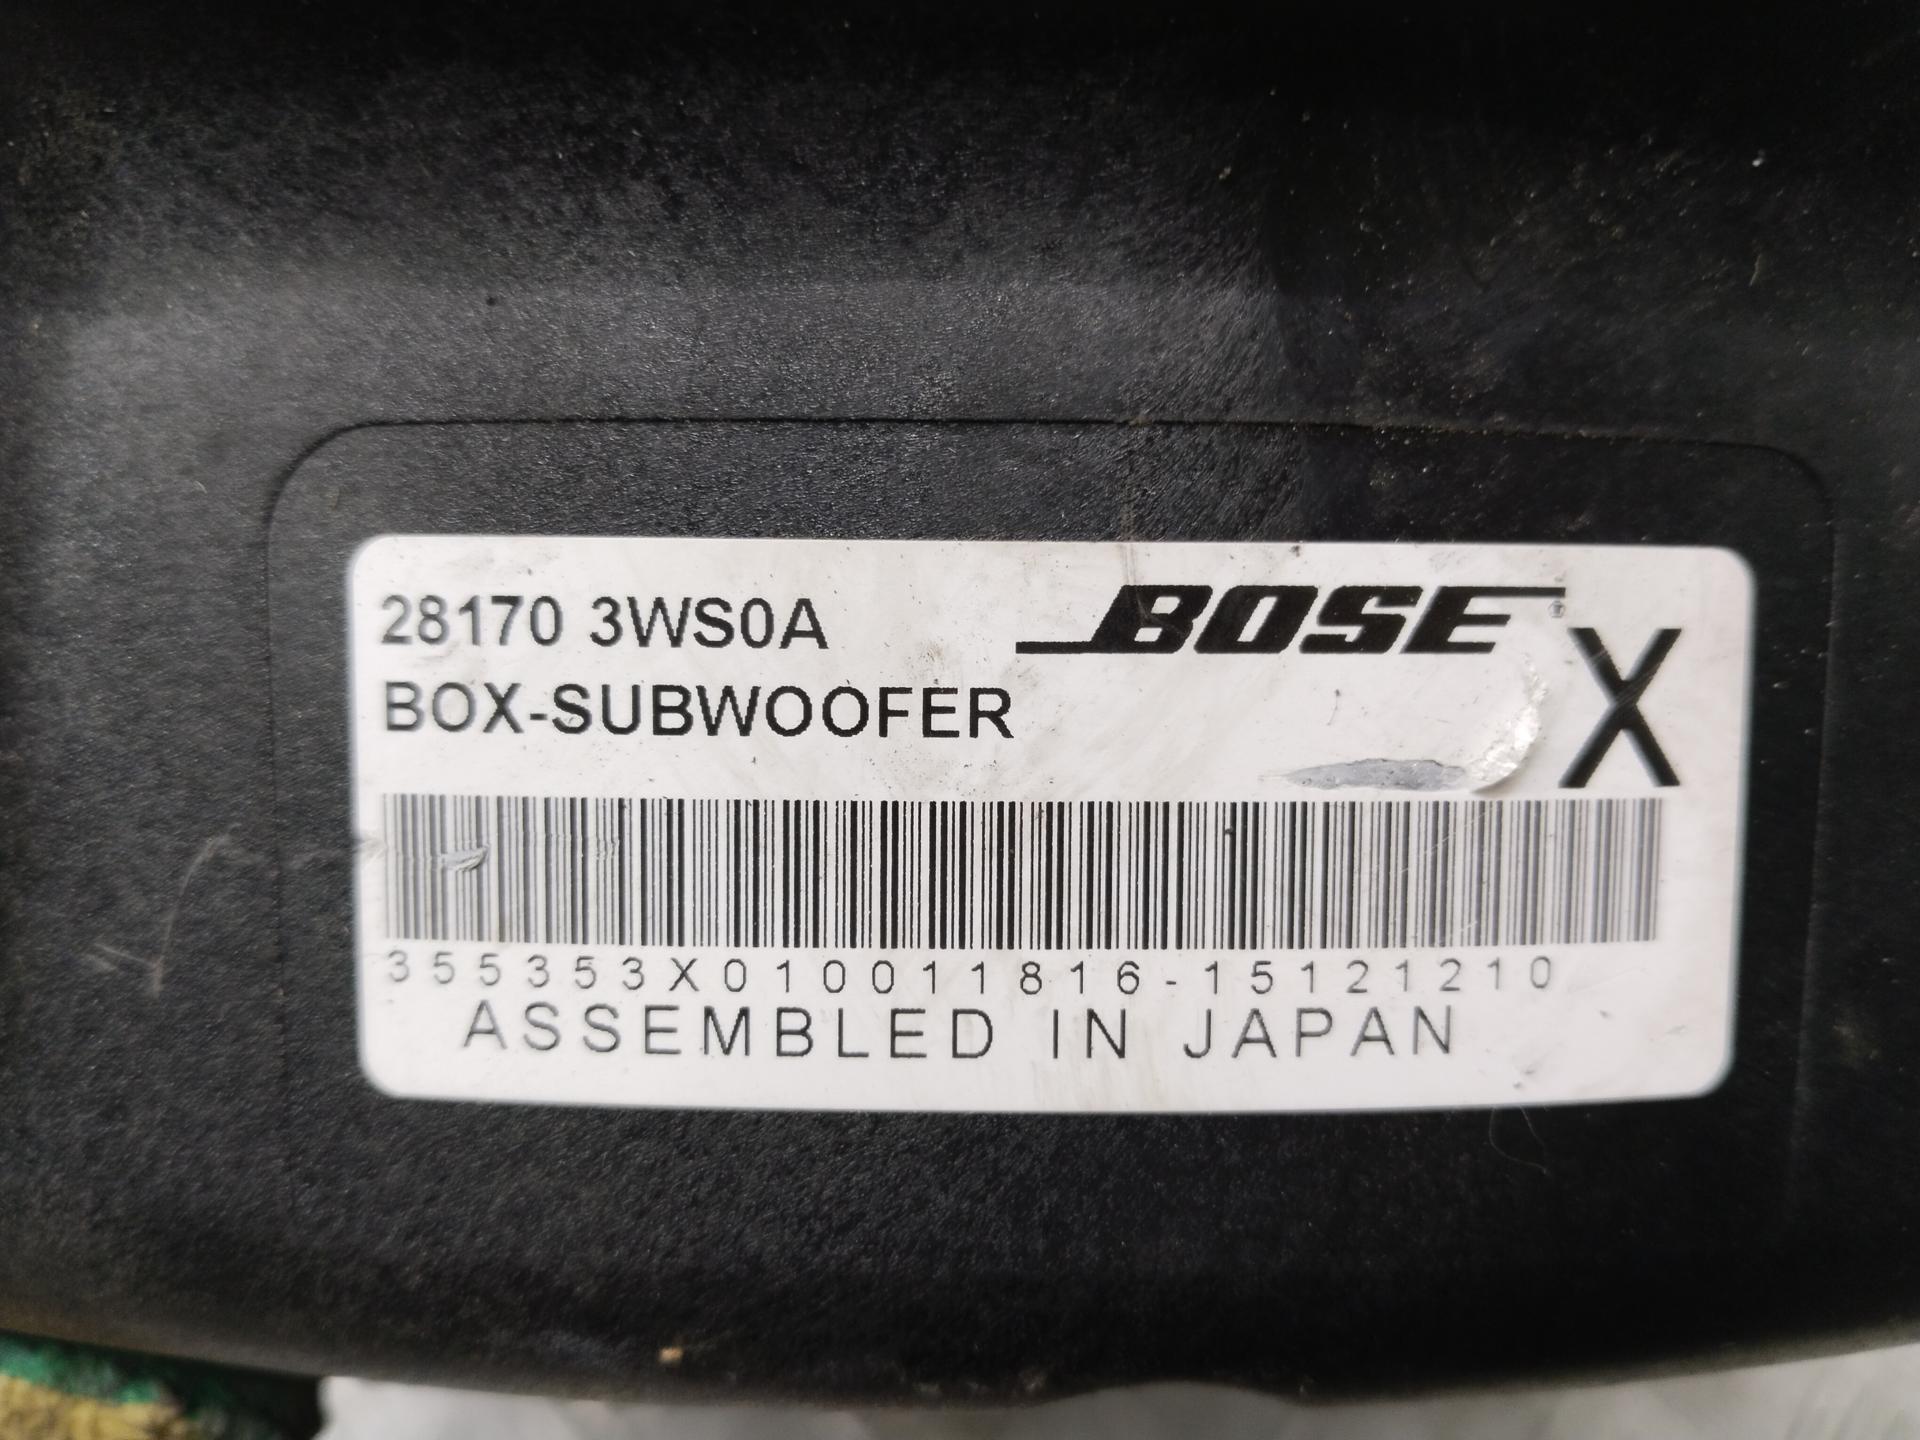 28170 3WS0A
BOSE®
X
BOX-SUBWOOFER
355353X010011816-15121210
ASSEMBLED IN JAPAN